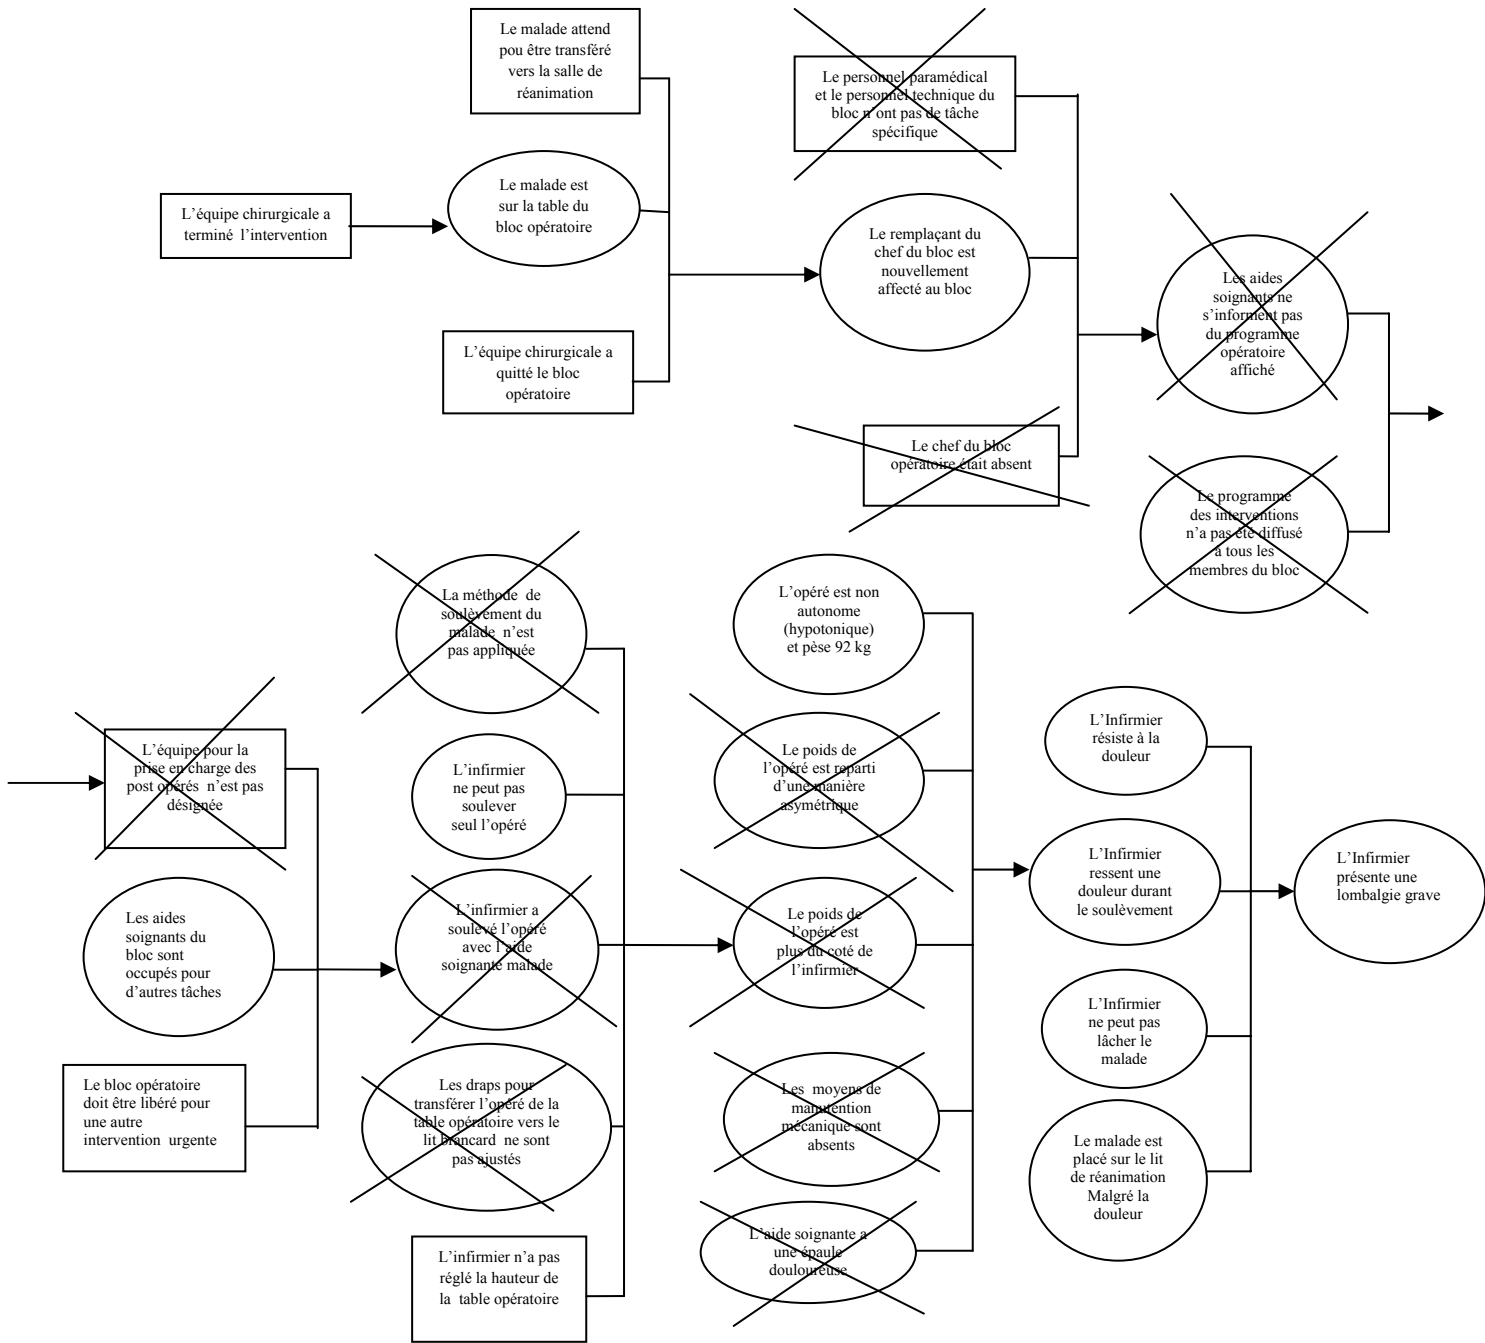 Le malade attend
pou être transféré
vers la salle de
réanimation
Le personnel paramédical
et le personnel technique du
bloc n’ont pas de tâche
spécifique
L’équipe chirurgicale a
terminé l’intervention
Le malade est
sur la table du
bloc opératoire
Le remplaçant du
chef du bloc est
nouvellement
affecté au bloc
Les aides
soignants ne
s’informent pas
du programme
opératoire
affiché
L’équipe chirurgicale a
quitté le bloc
opératoire
Le chef du bloc
opératoire était absent
Le programme
des interventions
n’a pas été diffusé
à tous les
membres du bloc
La méthode de
soulèvement du
malade n’est
pas appliquée
L’opéré est non
autonome
(hypotonique)
et pèse 92 kg
L’équipe pour la
prise en charge des
post opérés n’est pas
désignée
L’infirmier
ne peut pas
soulever
seul l’opéré
Le poids de
l’opéré est reparti
d’une manière
asymétrique
L’Infirmier
résiste à la
douleur
Les aides
soignants du
bloc sont
occupés pour
d’autres tâches
L’infirmier a
soulevé l’opéré
avec l’aide
soignante malade
Le poids de
l’opéré est
plus du coté de
l’infirmier
L’Infirmier
ressent une
douleur durant
le soulèvement
L’Infirmier
présente une
lombalgie grave
Le bloc opératoire
doit être libéré pour
une autre
intervention urgente
Les draps pour
transférer l’opéré de la
table opératoire vers le
lit brancard ne sont
pas ajustés
Les moyens de
manutention
mécanique sont
absents
L’Infirmier
ne peut pas
lâcher le
malade
L’infirmier n’a pas
réglé la hauteur de
la table opératoire
L’aide soignante a
une épaule
douloureuse
Le malade est
placé sur le lit
de réanimation
Malgré la
douleur